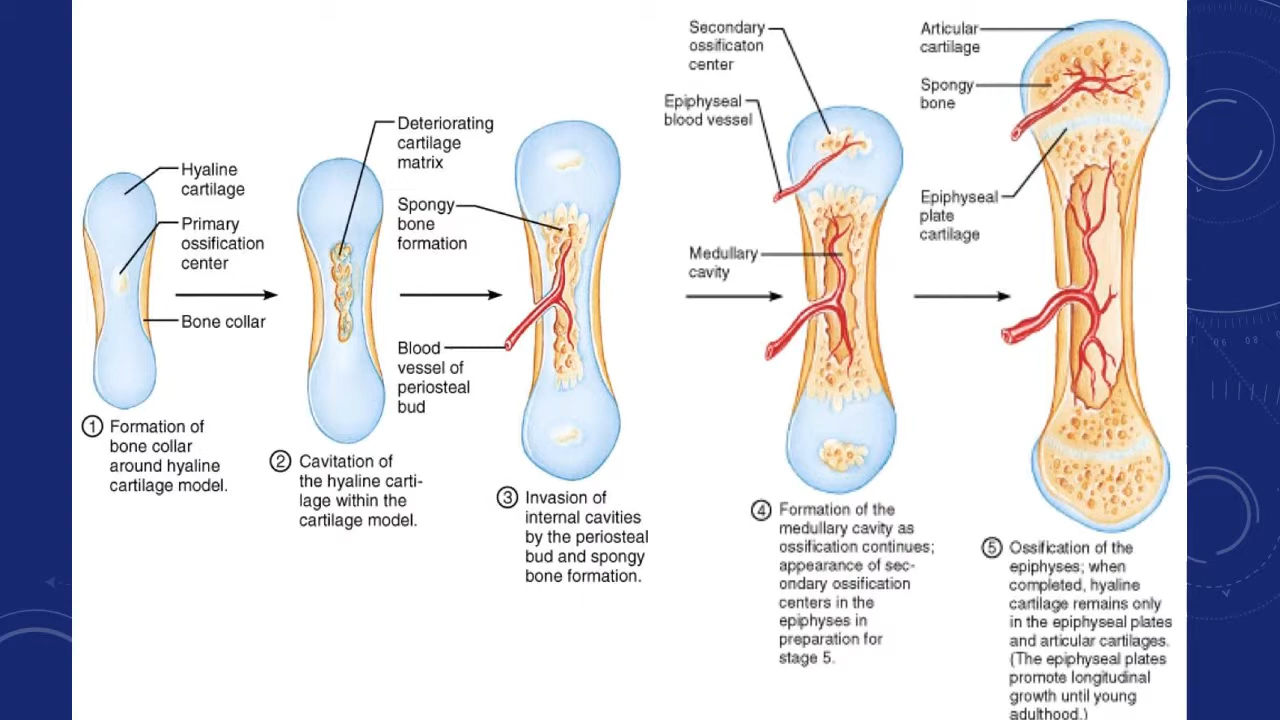 Hyaline
cartilage
Primary
ossification
center
Bone collar
1 Formation of
bone collar
around hyaline
cartilage model.
Deteriorating
cartilage
matrix
Spongy
bone
formation
Blood
vessel of
periosteal
bud
2 Cavitation of
the hyaline carti-
lage within the
cartilage model.
3 Invasion of
internal cavities
by the periosteal
bud and spongy
bone formation.
Secondary
ossificaton
center
Epiphyseal
blood vessel
Medullary
cavity
4 Formation of the
medullary cavity as
ossification continues;
appearance of sec-
ondary ossification
centers in the
epiphyses in
preparation for
stage 5.
Articular
cartilage
Spongy
bone
Epiphyseal
plate
cartilage
5 Ossification of the
epiphyses; when
completed, hyaline
cartilage remains only
in the epiphyseal plates
and articular cartilages.
(The epiphyseal plates
promote longitudinal
growth until young
adulthood.)